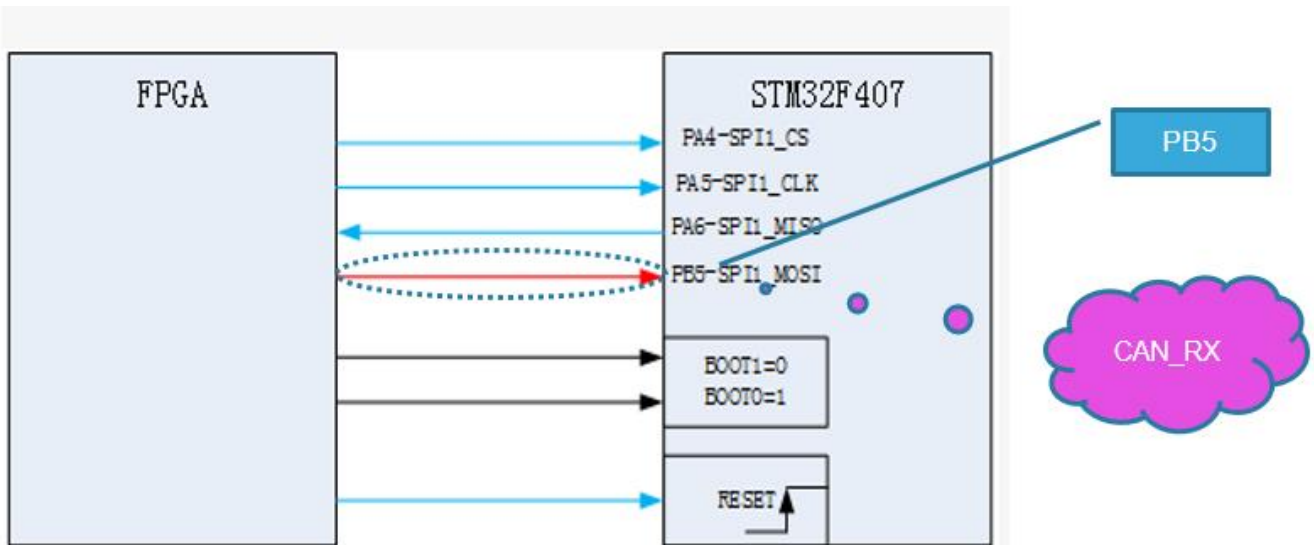 FPGA
STM32F407
PA4-SPI1_CS
PA5-SPI1_CLK
PA6-SPI1_MISO
PB5-SPI1_MOSI
BOOT1=0
BOOT0=1
RESET
PB5
CAN_RX